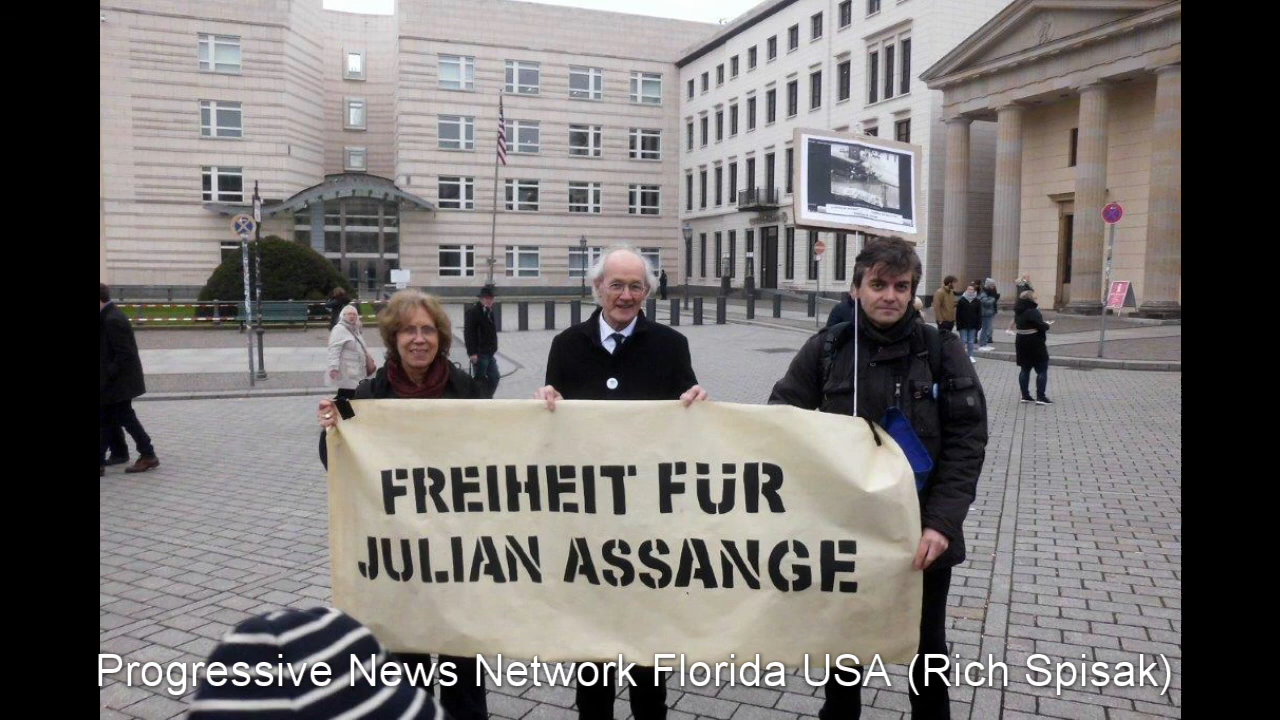 FREIHEIT FÜR
JULIAN ASSANGE
Progressive News Network Florida USA (Rich Spisak)